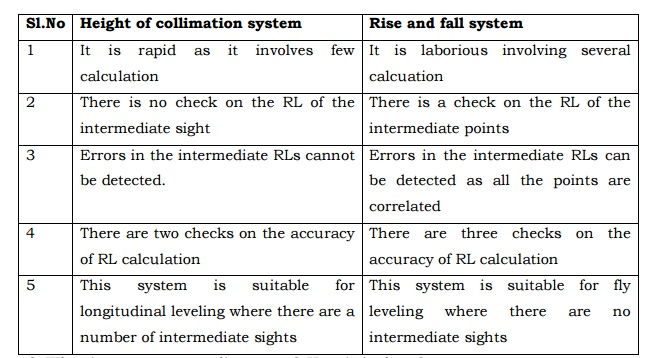 Sl.No Height of collimation system Rise and fall system
1 It is rapid as it involves few It is laborious involving several
calculation calcuation
2 There is no check on the RL of the There is a check on the RL of the
intermediate sight intermediate points
3 Errors in the intermediate RLs cannot Errors in the intermediate RLs can
be detected. be detected as all the points are
correlated
4 There are two checks on the accuracy There are three checks on the
of RL calculation accuracy of RL calculation
5 This system is suitable for This system is suitable for fly
longitudinal leveling where there are a leveling where there are no
number of intermediate sights intermediate sights